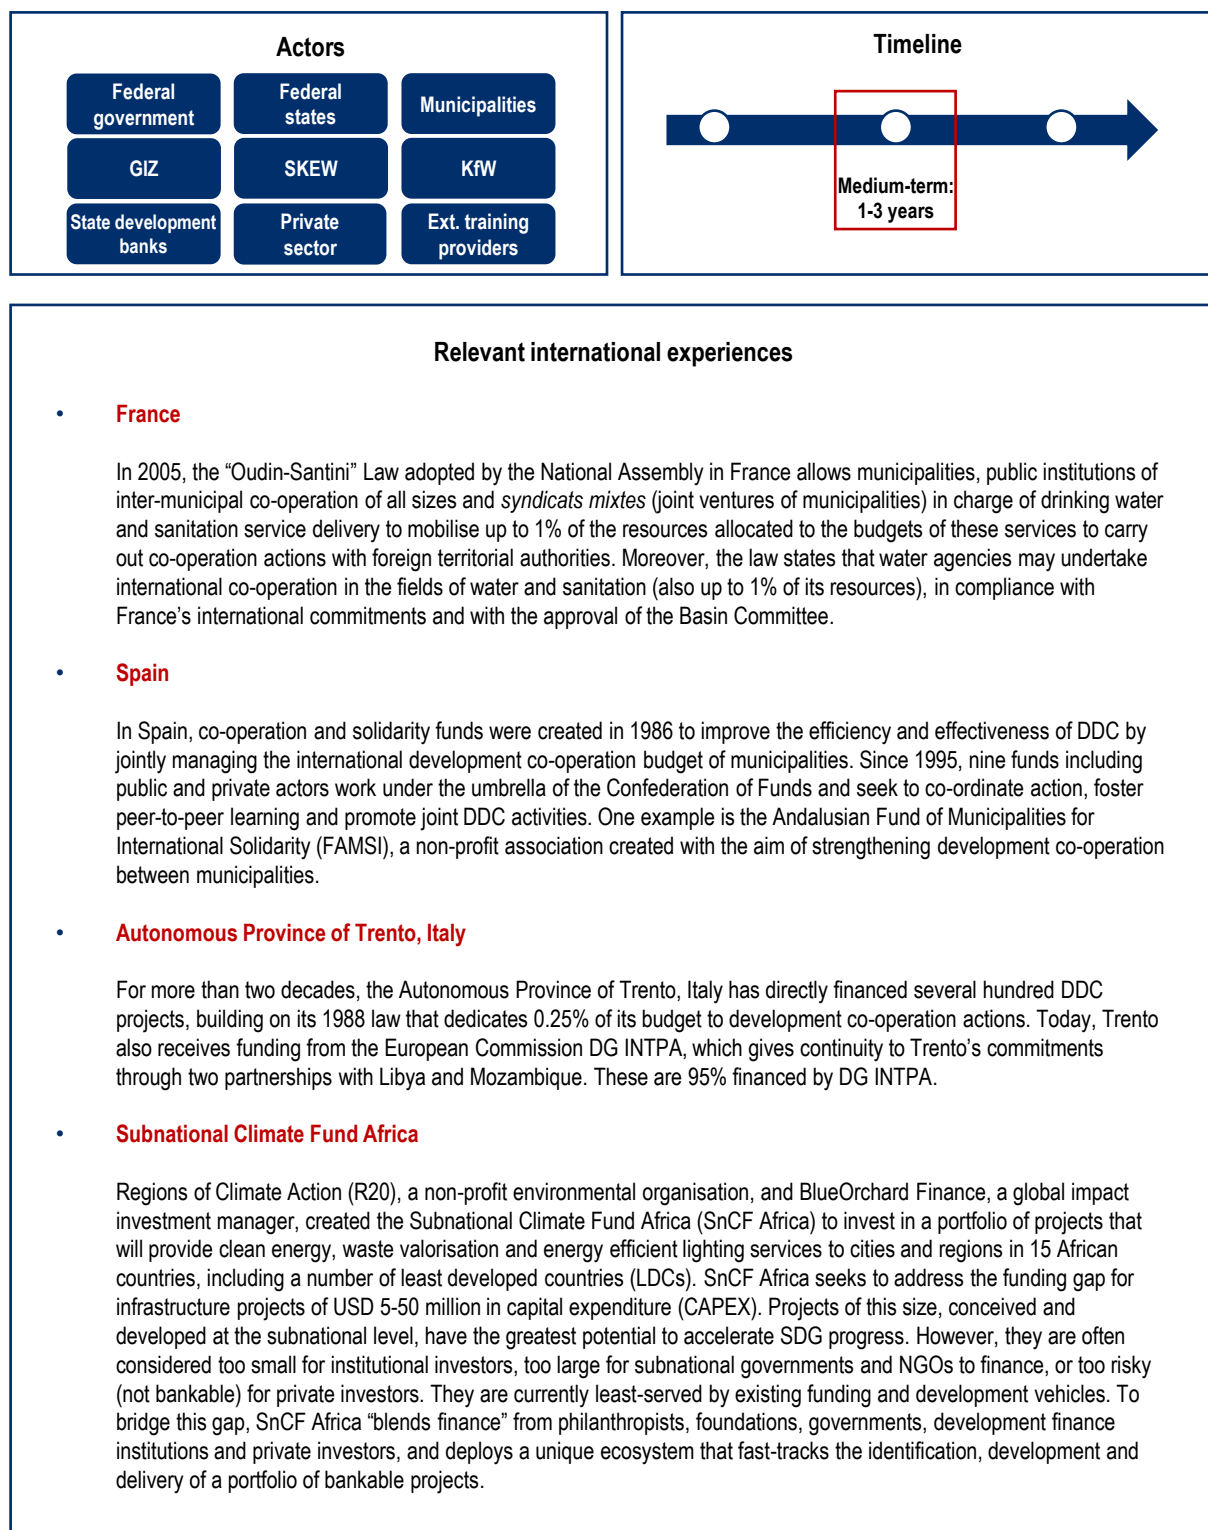 Actors
Federal
government
Federal
states
Municipalities
GIZ
SKEW
KfW
State development
banks
Private
sector
Ext. training
providers
Timeline
Medium-term:
1-3 years
Relevant international experiences
• France
In 2005, the “Oudin-Santini” Law adopted by the National Assembly in France allows municipalities, public institutions of
inter-municipal co-operation of all sizes and syndicats mixtes (joint ventures of municipalities) in charge of drinking water
and sanitation service delivery to mobilise up to 1% of the resources allocated to the budgets of these services to carry
out co-operation actions with foreign territorial authorities. Moreover, the law states that water agencies may undertake
international co-operation in the fields of water and sanitation (also up to 1% of its resources), in compliance with
France’s international commitments and with the approval of the Basin Committee.
• Spain
In Spain, co-operation and solidarity funds were created in 1986 to improve the efficiency and effectiveness of DDC by
jointly managing the international development co-operation budget of municipalities. Since 1995, nine funds including
public and private actors work under the umbrella of the Confederation of Funds and seek to co-ordinate action, foster
peer-to-peer learning and promote joint DDC activities. One example is the Andalusian Fund of Municipalities for
International Solidarity (FAMSI), a non-profit association created with the aim of strengthening development co-operation
between municipalities.
• Autonomous Province of Trento, Italy
For more than two decades, the Autonomous Province of Trento, Italy has directly financed several hundred DDC
projects, building on its 1988 law that dedicates 0.25% of its budget to development co-operation actions. Today, Trento
also receives funding from the European Commission DG INTPA, which gives continuity to Trento’s commitments
through two partnerships with Libya and Mozambique. These are 95% financed by DG INTPA.
• Subnational Climate Fund Africa
Regions of Climate Action (R20), a non-profit environmental organisation, and BlueOrchard Finance, a global impact
investment manager, created the Subnational Climate Fund Africa (SnCF Africa) to invest in a portfolio of projects that
will provide clean energy, waste valorisation and energy efficient lighting services to cities and regions in 15 African
countries, including a number of least developed countries (LDCs). SnCF Africa seeks to address the funding gap for
infrastructure projects of USD 5-50 million in capital expenditure (CAPEX). Projects of this size, conceived and
developed at the subnational level, have the greatest potential to accelerate SDG progress. However, they are often
considered too small for institutional investors, too large for subnational governments and NGOs to finance, or too risky
(not bankable) for private investors. They are currently least-served by existing funding and development vehicles. To
bridge this gap, SnCF Africa “blends finance” from philanthropists, foundations, governments, development finance
institutions and private investors, and deploys a unique ecosystem that fast-tracks the identification, development and
delivery of a portfolio of bankable projects.